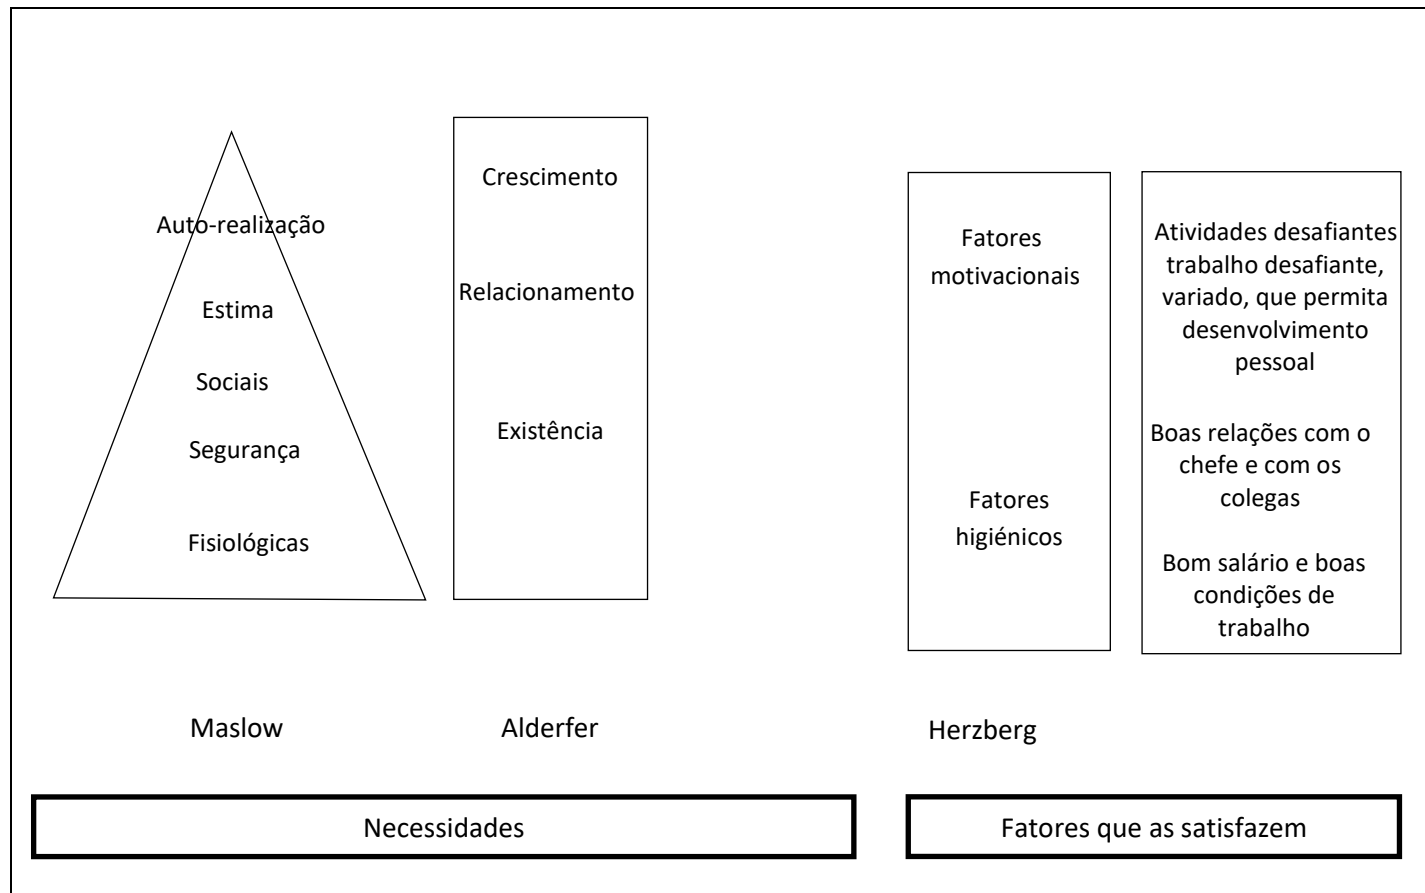 Auto-realização
Estima
Sociais
Segurança
Fisiológicas
Crescimento
Relacionamento
Existência
Fatores
motivacionais
Fatores
higiénicos
Atividades desafiantes
trabalho desafiante,
variado, que permita
desenvolvimento
pessoal
Boas relações com o
chefe e com os
colegas
Bom salário e boas
condições de
trabalho
Maslow
Alderfer
Herzberg
Necessidades
Fatores que as satisfazem